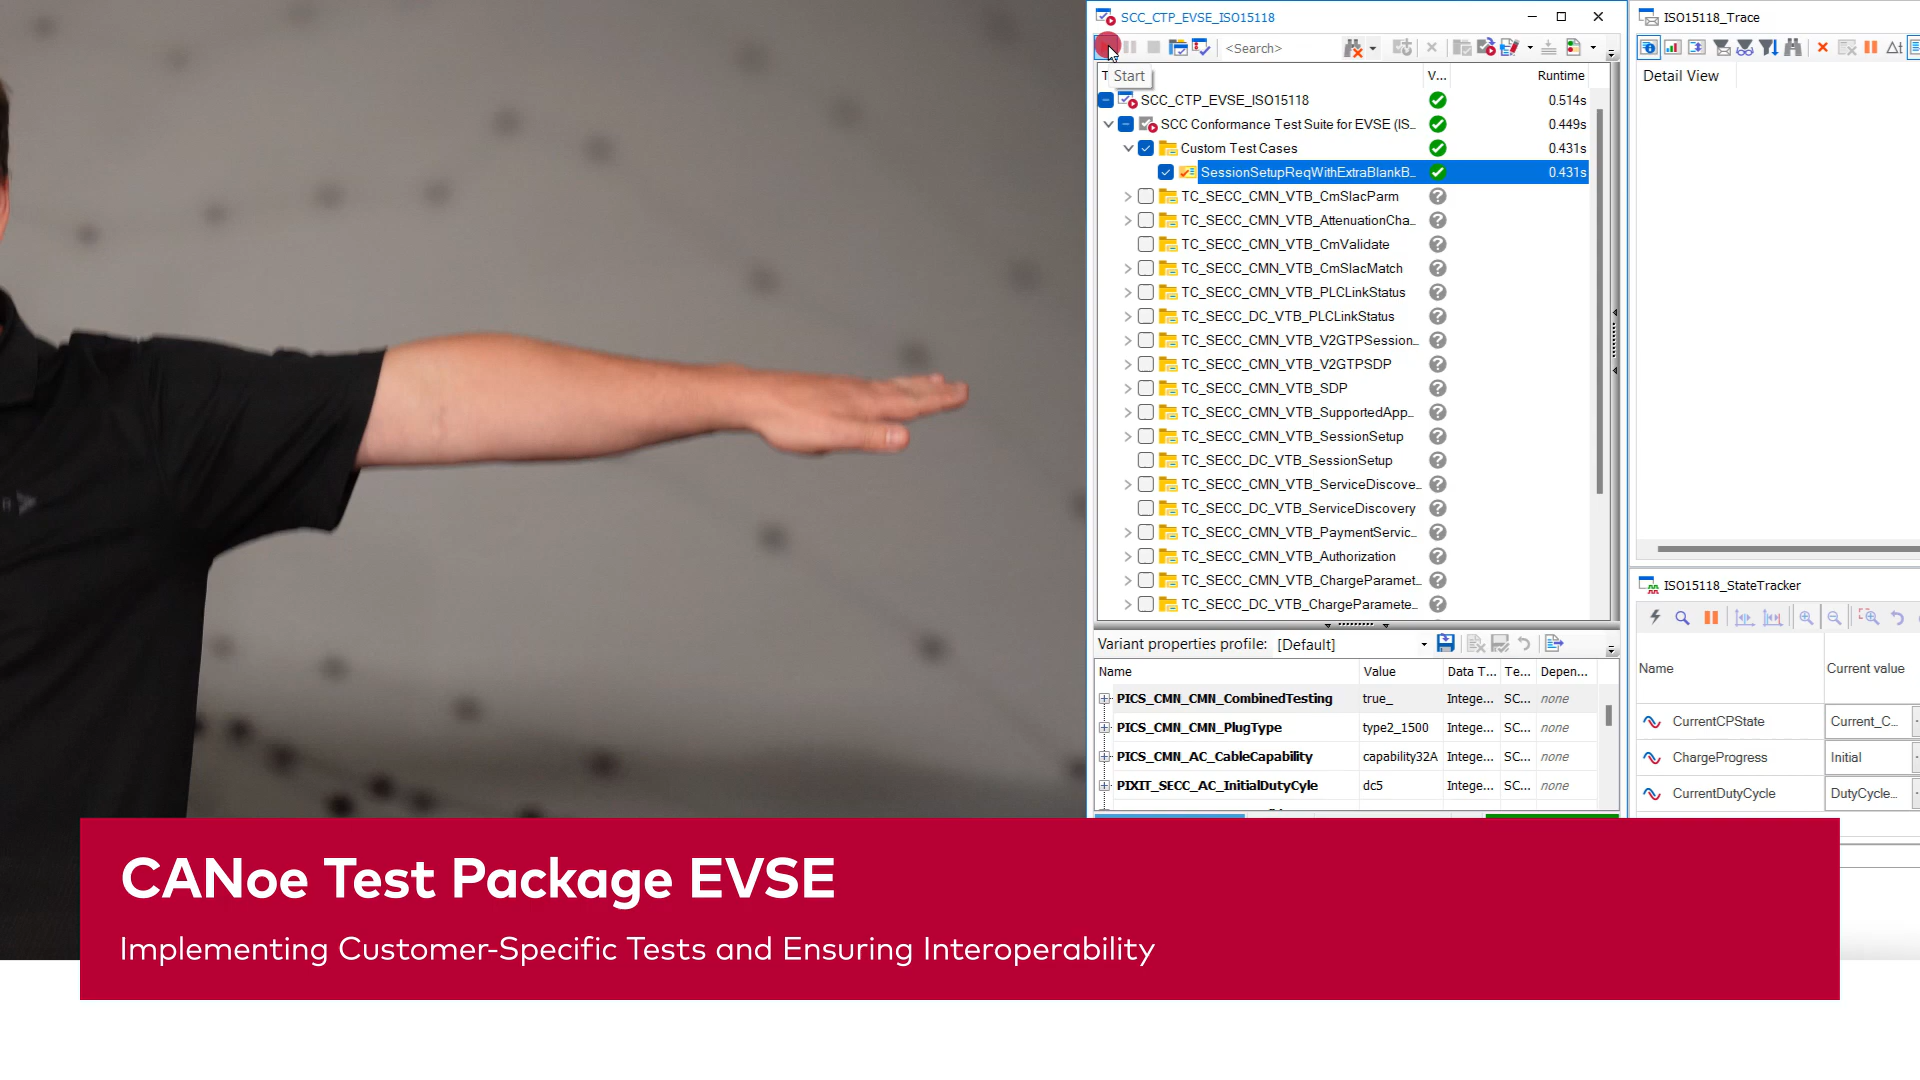 SCC_CTP_EVSE_ISO15118
<Search>
Start
V...
Runtime
SCC_CTP_EVSE_ISO15118
0.514s
SCC Conformance Test Suite for EVSE (IS...
0.449s
Custom Test Cases
0.431s
SessionSetupReqWithExtraBlankB...
0.431s
TC_SECC_CMN_VTB_CmSlacParm
TC_SECC_CMN_VTB_AttenuationCha...
TC_SECC_CMN_VTB_CmValidate
TC_SECC_CMN_VTB_CmSlacMatch
TC_SECC_CMN_VTB_PLCLinkStatus
TC_SECC_DC_VTB_PLCLinkStatus
TC_SECC_CMN_VTB_V2GTPSession...
TC_SECC_CMN_VTB_V2GTPSDP
TC_SECC_CMN_VTB_SDP
TC_SECC_CMN_VTB_SupportedApp...
TC_SECC_CMN_VTB_SessionSetup
TC_SECC_DC_VTB_SessionSetup
TC_SECC_CMN_VTB_ServiceDiscove...
TC_SECC_DC_VTB_ServiceDiscovery
TC_SECC_CMN_VTB_PaymentServic...
TC_SECC_CMN_VTB_Authorization
TC_SECC_CMN_VTB_ChargeParamet...
TC_SECC_DC_VTB_ChargeParamete...
Variant properties profile: [Default]
Name Value Data T... Te... Depen...
PICS_CMN_CMN_CombinedTesting true_ Intege... SC... none
PICS_CMN_CMN_PlugType type2_1500 Intege... SC... none
PICS_CMN_AC_CableCapability capability32A Intege... SC... none
PIXIT_SECC_AC_InitialDutyCyle dc5 Intege... SC... none
ISO15118_Trace
Detail View
ISO15118_StateTracker
Name Current value
CurrentCPState Current_C...
ChargeProgress Initial
CurrentDutyCycle DutyCycle...
CANoe Test Package EVSE
Implementing Customer-Specific Tests and Ensuring Interoperability